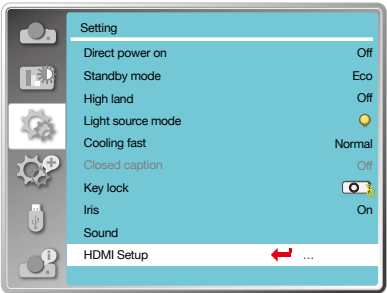 Setting
Direct power on Off
Standby mode Eco
High land Off
Light source mode
Cooling fast Normal
Closed caption Off
Key lock
Iris On
Sound
HDMI Setup ...